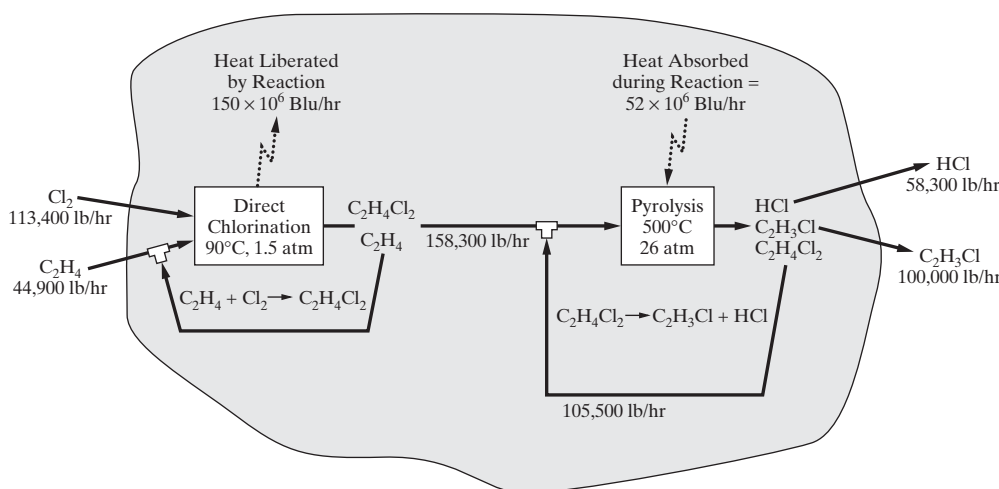 Heat Liberated
by Reaction
150 × 10⁶ Blu/hr
Heat Absorbed
during Reaction =
52 × 10⁶ Blu/hr
Cl₂
113,400 lb/hr
C₂H₄
44,900 lb/hr
Direct
Chlorination
90°C, 1.5 atm
C₂H₄Cl₂
C₂H₄
158,300 lb/hr
Pyrolysis
500°C
26 atm
HCl
C₂H₃Cl
C₂H₄Cl₂
HCl
58,300 lb/hr
C₂H₃Cl
100,000 lb/hr
C₂H₄ + Cl₂ → C₂H₄Cl₂
C₂H₄Cl₂ → C₂H₃Cl + HCl
105,500 lb/hr